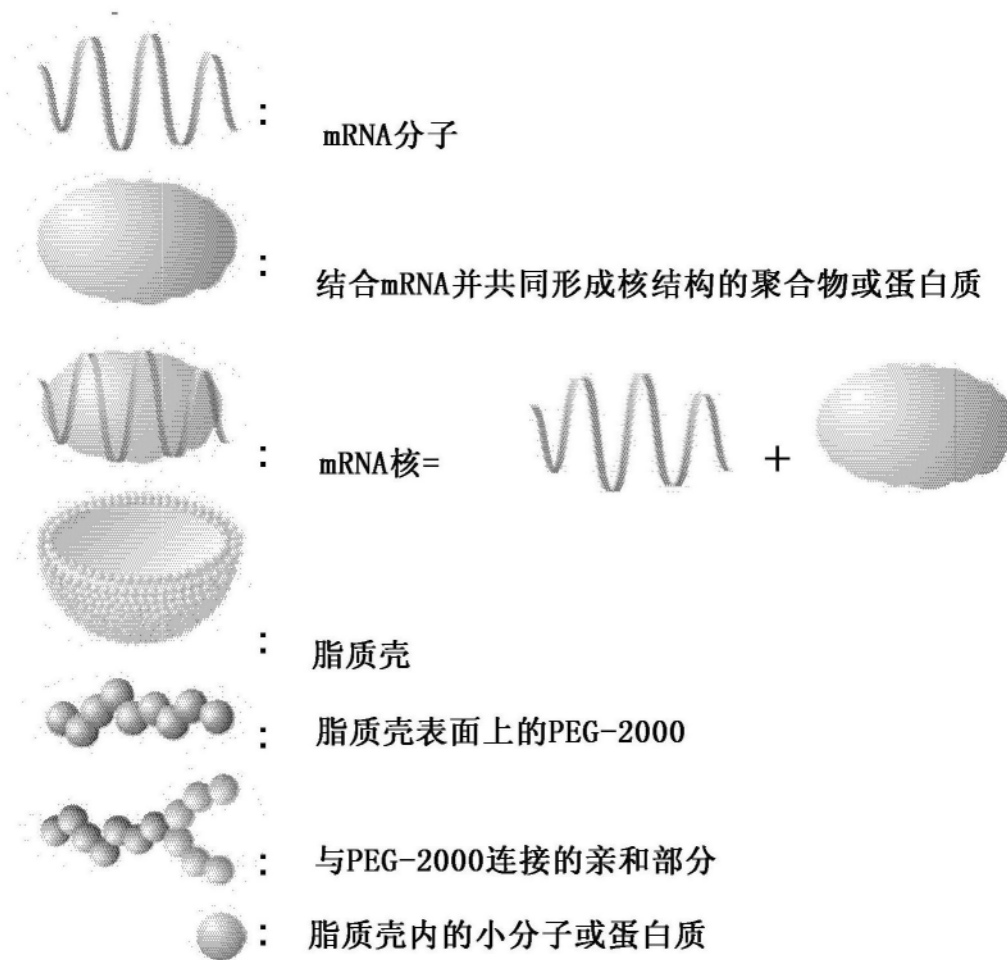 : mRNA分子
: 结合mRNA并共同形成核结构的聚合物或蛋白质
: mRNA核= +
: 脂质壳
: 脂质壳表面上的PEG-2000
: 与PEG-2000连接的亲和部分
: 脂质壳内的小分子或蛋白质